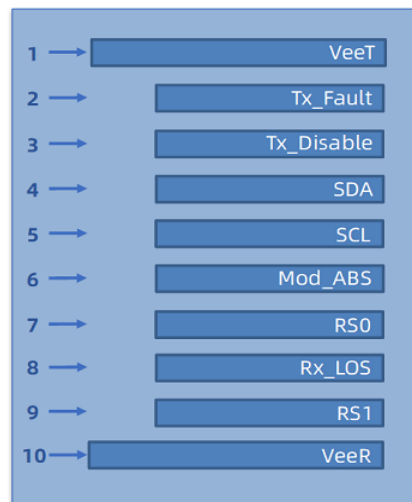 1 VeeT
2 Tx_Fault
3 Tx_Disable
4 SDA
5 SCL
6 Mod_ABS
7 RS0
8 Rx_LOS
9 RS1
10 VeeR